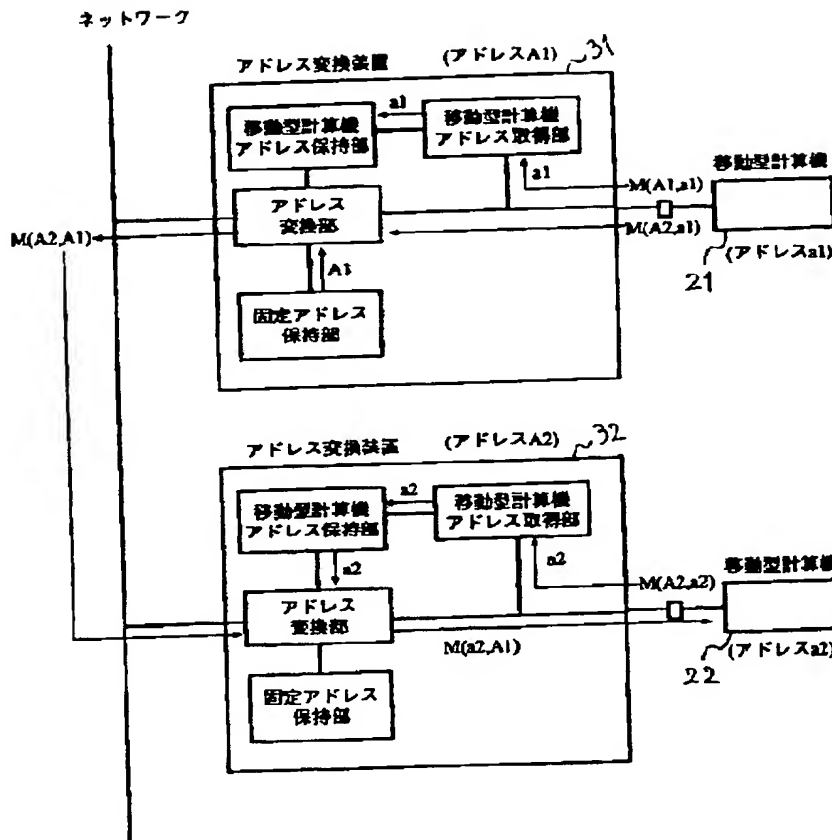 ネットワーク
アドレス変換装置
(アドレスA1)
31
移動型計算機
アドレス保持部
a1
移動型計算機
アドレス取得部
a1
M(A1,a1)
移動型計算機
アドレス
変換部
M(A2,a1)
M(A2,A1)
21
(アドレスa1)
A1
固定アドレス
保持部
アドレス変換装置
(アドレスA2)
32
移動型計算機
アドレス保持部
a2
移動型計算機
アドレス取得部
a2
a2
M(A2,a2)
移動型計算機
アドレス
変換部
M(a2,A1)
22
(アドレスa2)
固定アドレス
保持部